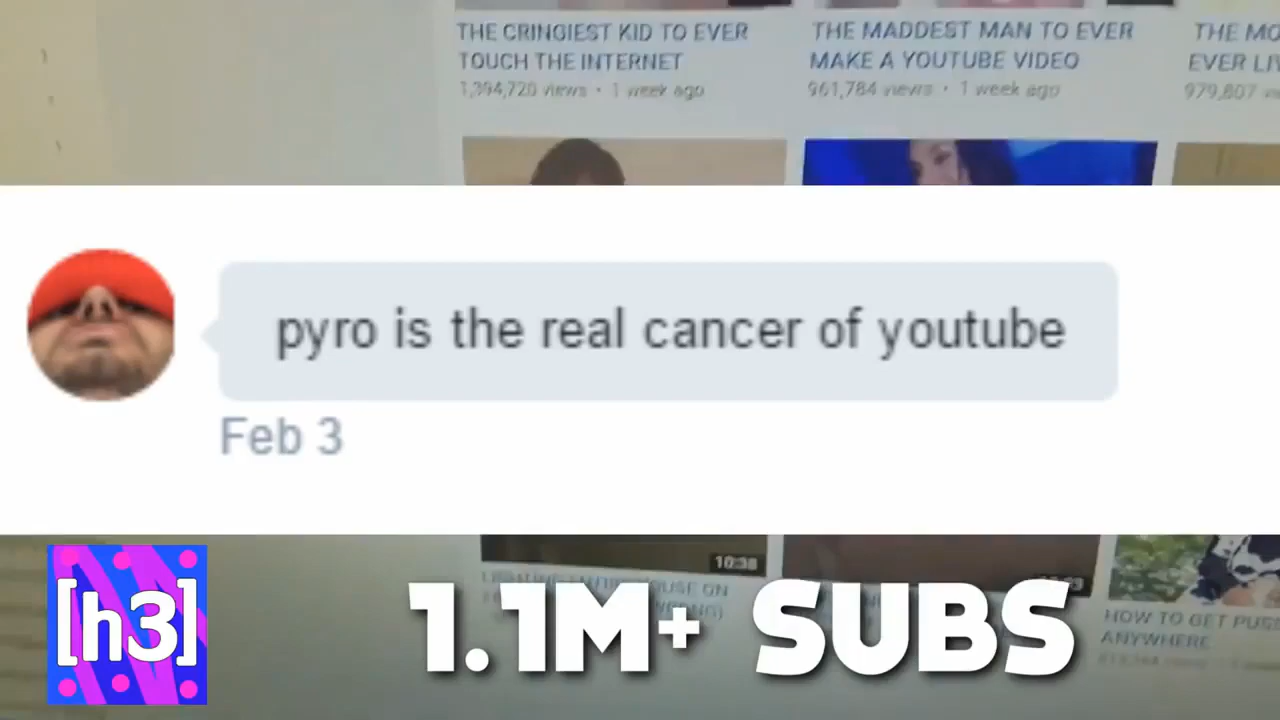 THE CRINGIEST KID TO EVER
TOUCH THE INTERNET
1,394,720 views • 1 week ago
THE MADDEST MAN TO EVER
MAKE A YOUTUBE VIDEO
961,784 views • 1 week ago
THE
EVER
979,807
pyro is the real cancer of youtube
Feb 3
10:38
HOUSE ON
HOW TO GET
ANYWHERE
[h3]
1.1M+ SUBS